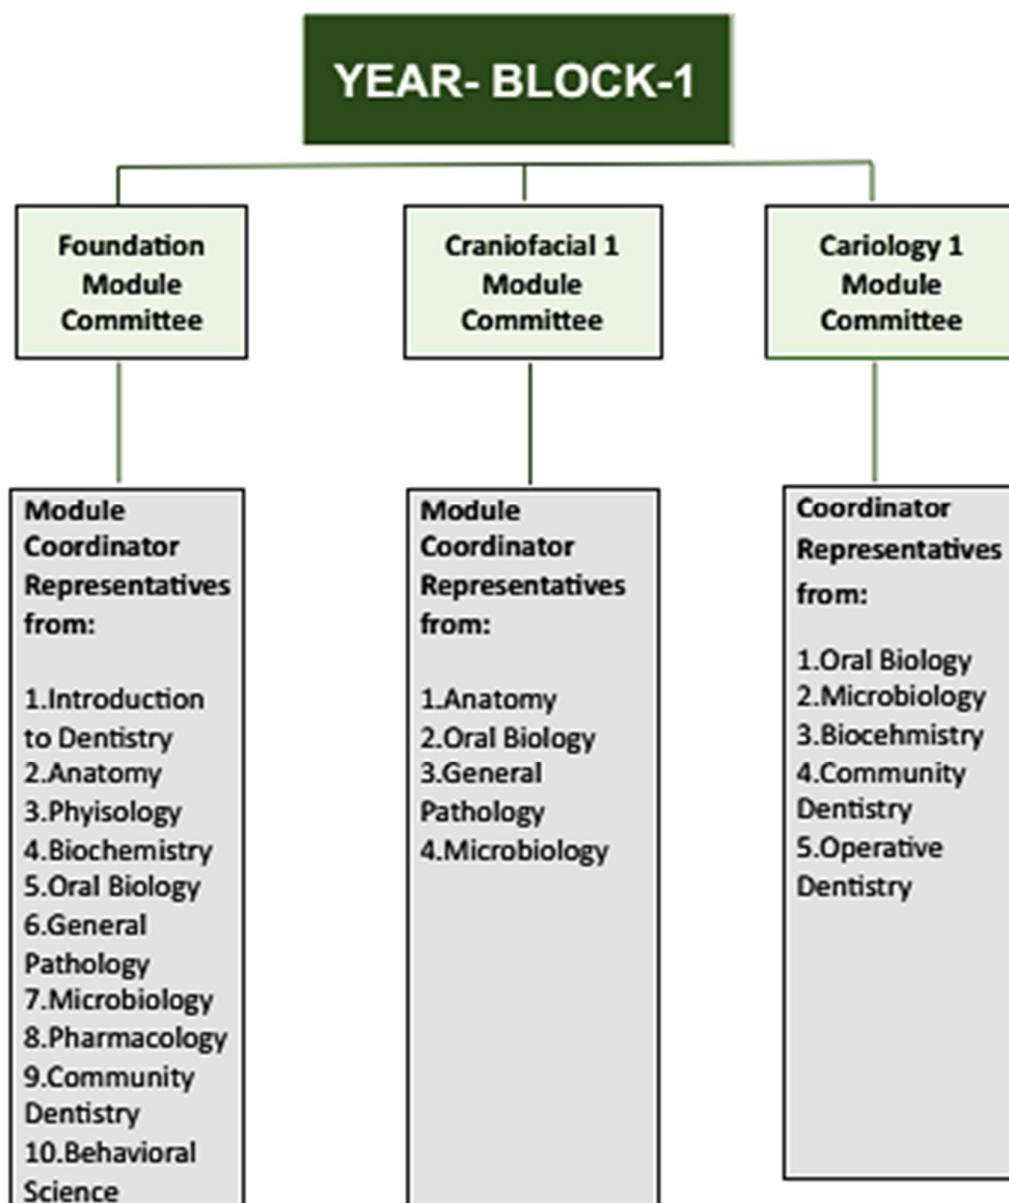 YEAR- BLOCK-1
Foundation
Module
Committee
Craniofacial 1
Module
Committee
Cariology 1
Module
Committee
Module
Coordinator
Representatives
from:
1.Introduction
to Dentistry
2.Anatomy
3.Phyisology
4.Biochemistry
5.Oral Biology
6.General
Pathology
7.Microbiology
8.Pharmacology
9.Community
Dentistry
10.Behavioral
Science
Module
Coordinator
Representatives
from:
1.Anatomy
2.Oral Biology
3.General
Pathology
4.Microbiology
Coordinator
Representatives
from:
1.Oral Biology
2.Microbiology
3.Biocehmistry
4.Community
Dentistry
5.Operative
Dentistry